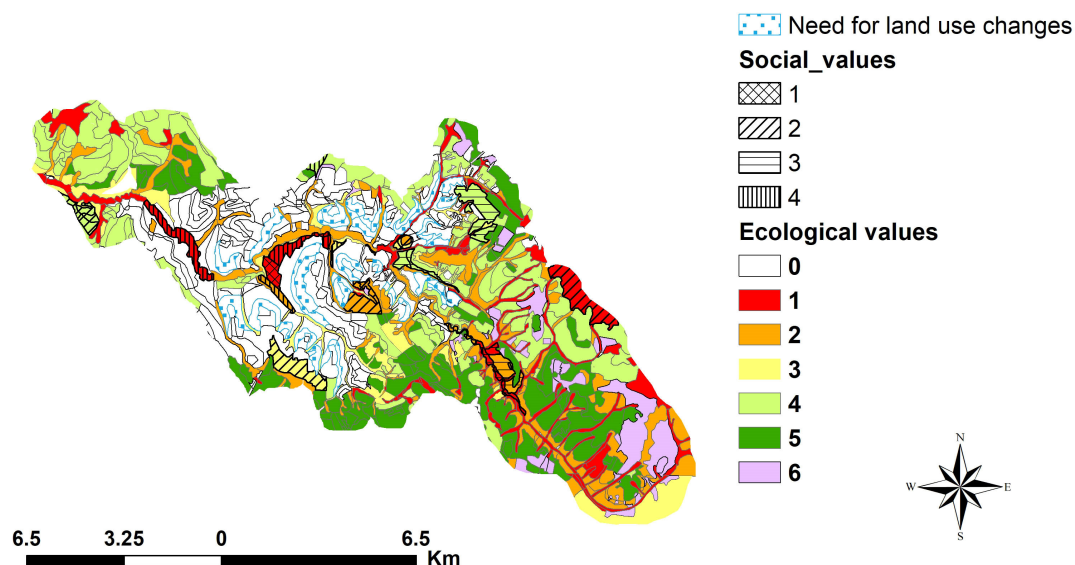 Need for land use changes
Social_values
1
2
3
4
Ecological values
0
1
2
3
4
5
6
N
W E
S
6.5 3.25 0 6.5
Km